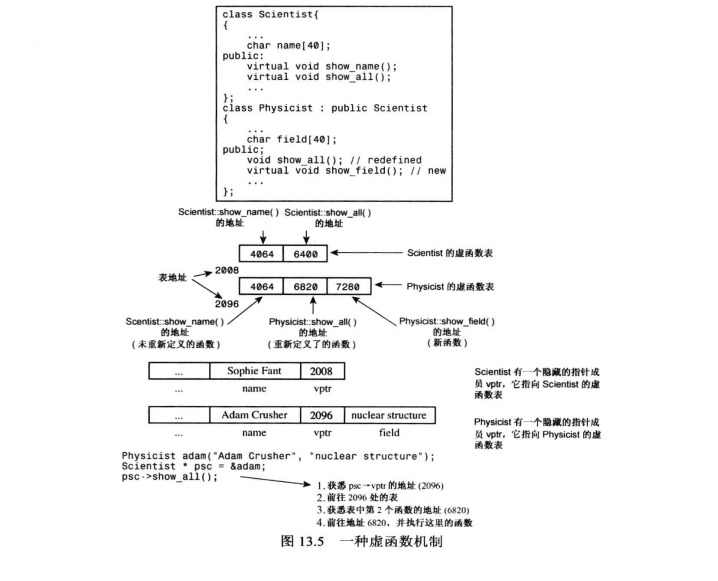 class Scientist{
{
...
char name[40];
public:
virtual void show_name();
virtual void show_all();
...
};
class Physicist : public Scientist
{
...
char field[40];
public;
void show_all(); // redefined
virtual void show_field(); // new
...
};
Scientist::show_name( ) Scientist::show_all( )
的地址 的地址
4064 6400 Scientist 的虚函数表
表地址 2008
4064 6820 7280 Physicist 的虚函数表
2096
Scentist::show_name( ) Physicist::show_all( ) Physicist::show_field( )
的地址 的地址 的地址
(未重新定义的函数) (重新定义了的函数) (新函数)
... Sophie Fant 2008
... name vptr
Scientist 有一个隐藏的指针成
员 vptr，它指向 Scientist 的虚
函数表
... Adam Crusher 2096 nuclear structure
... name vptr field
Physicist 有一个隐藏的指针成
员 vptr，它指向 Physicist 的虚
函数表
Physicist adam("Adam Crusher", "nuclear structure");
Scientist * psc = &adam;
psc->show_all();
1.获悉 psc→vptr 的地址 (2096)
2.前往 2096 处的表
3.获悉表中第 2 个函数的地址 (6820)
4.前往地址 6820，并执行这里的函数
图 13.5 一种虚函数机制